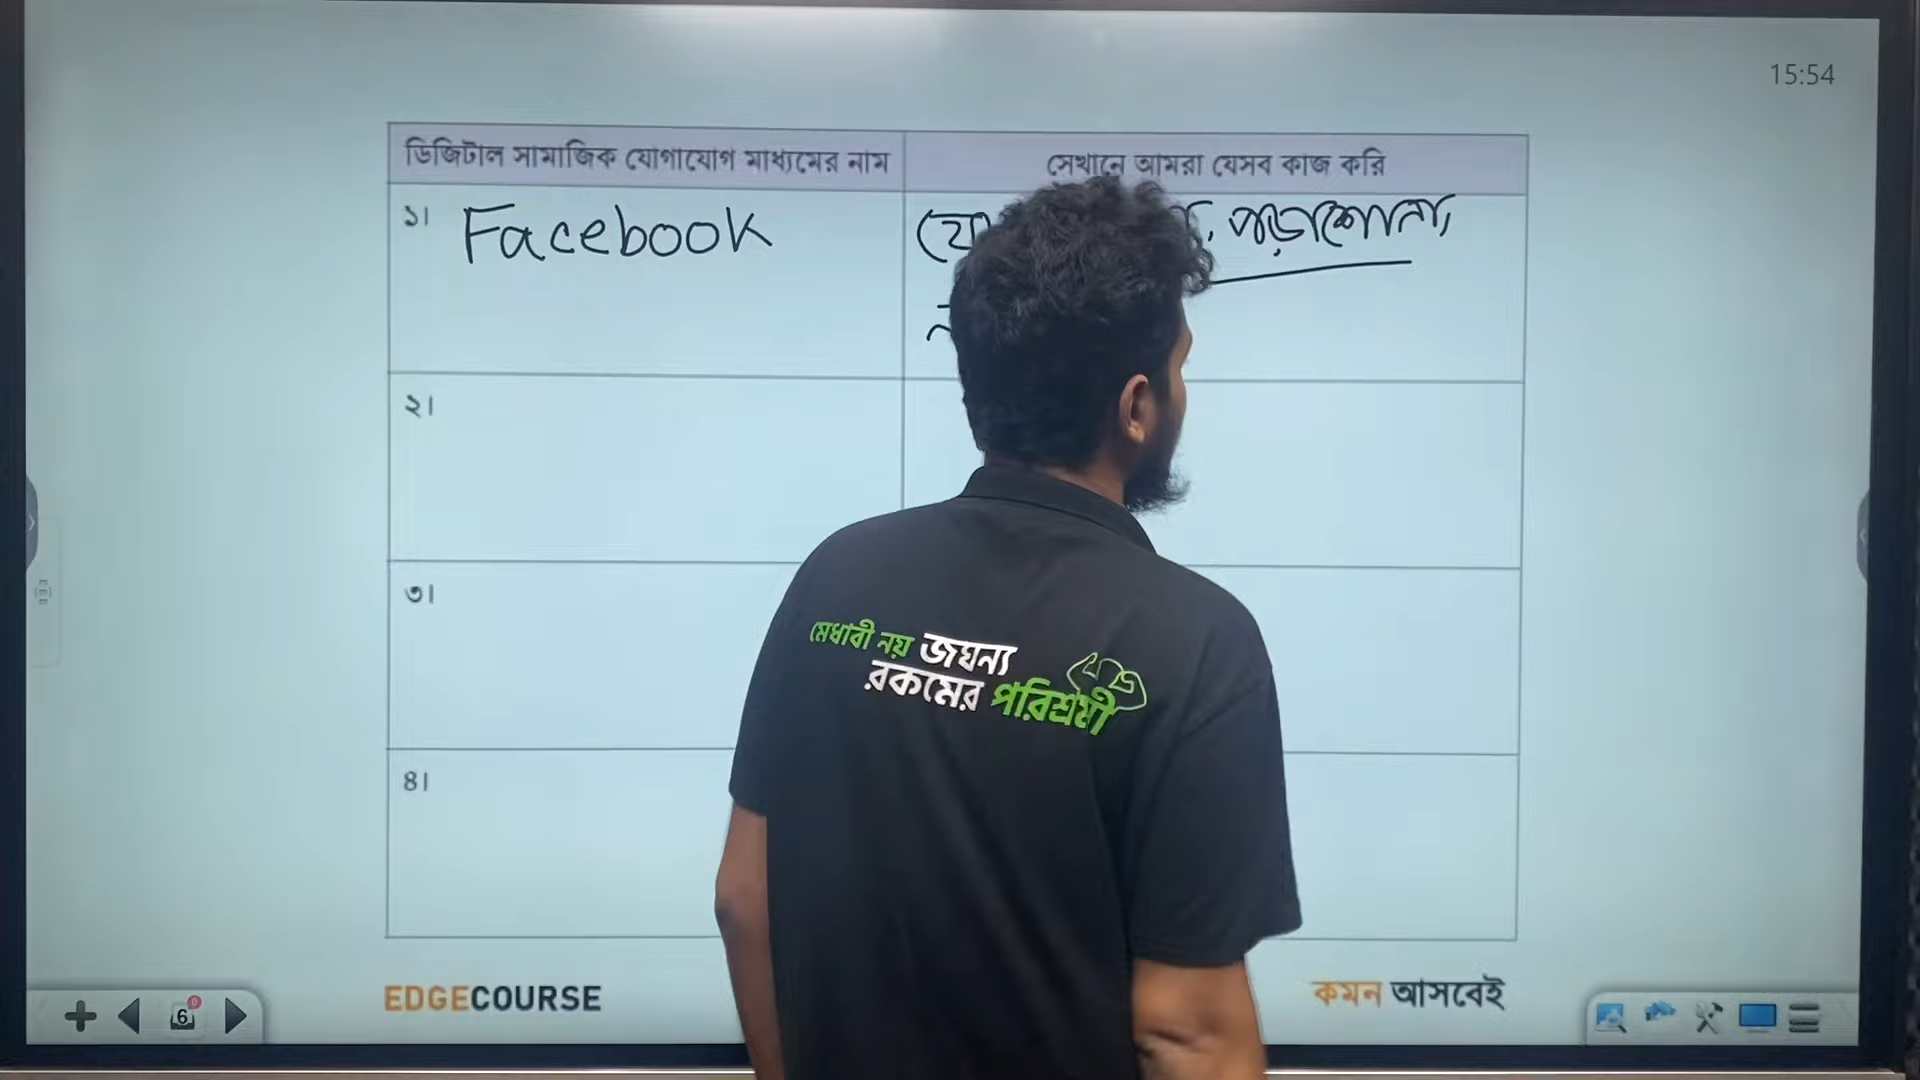 15:54
ডিজিটাল সামাজিক যোগাযোগ মাধ্যমের নাম
সেখানে আমরা যেসব কাজ করি
১। Facebook
পড়াশোনা,
২।
৩।
৪।
মেধাবী নয় জঘন্য
রকমের পরিশ্রমী
EDGECOURSE
কমন আসবেই
6
0